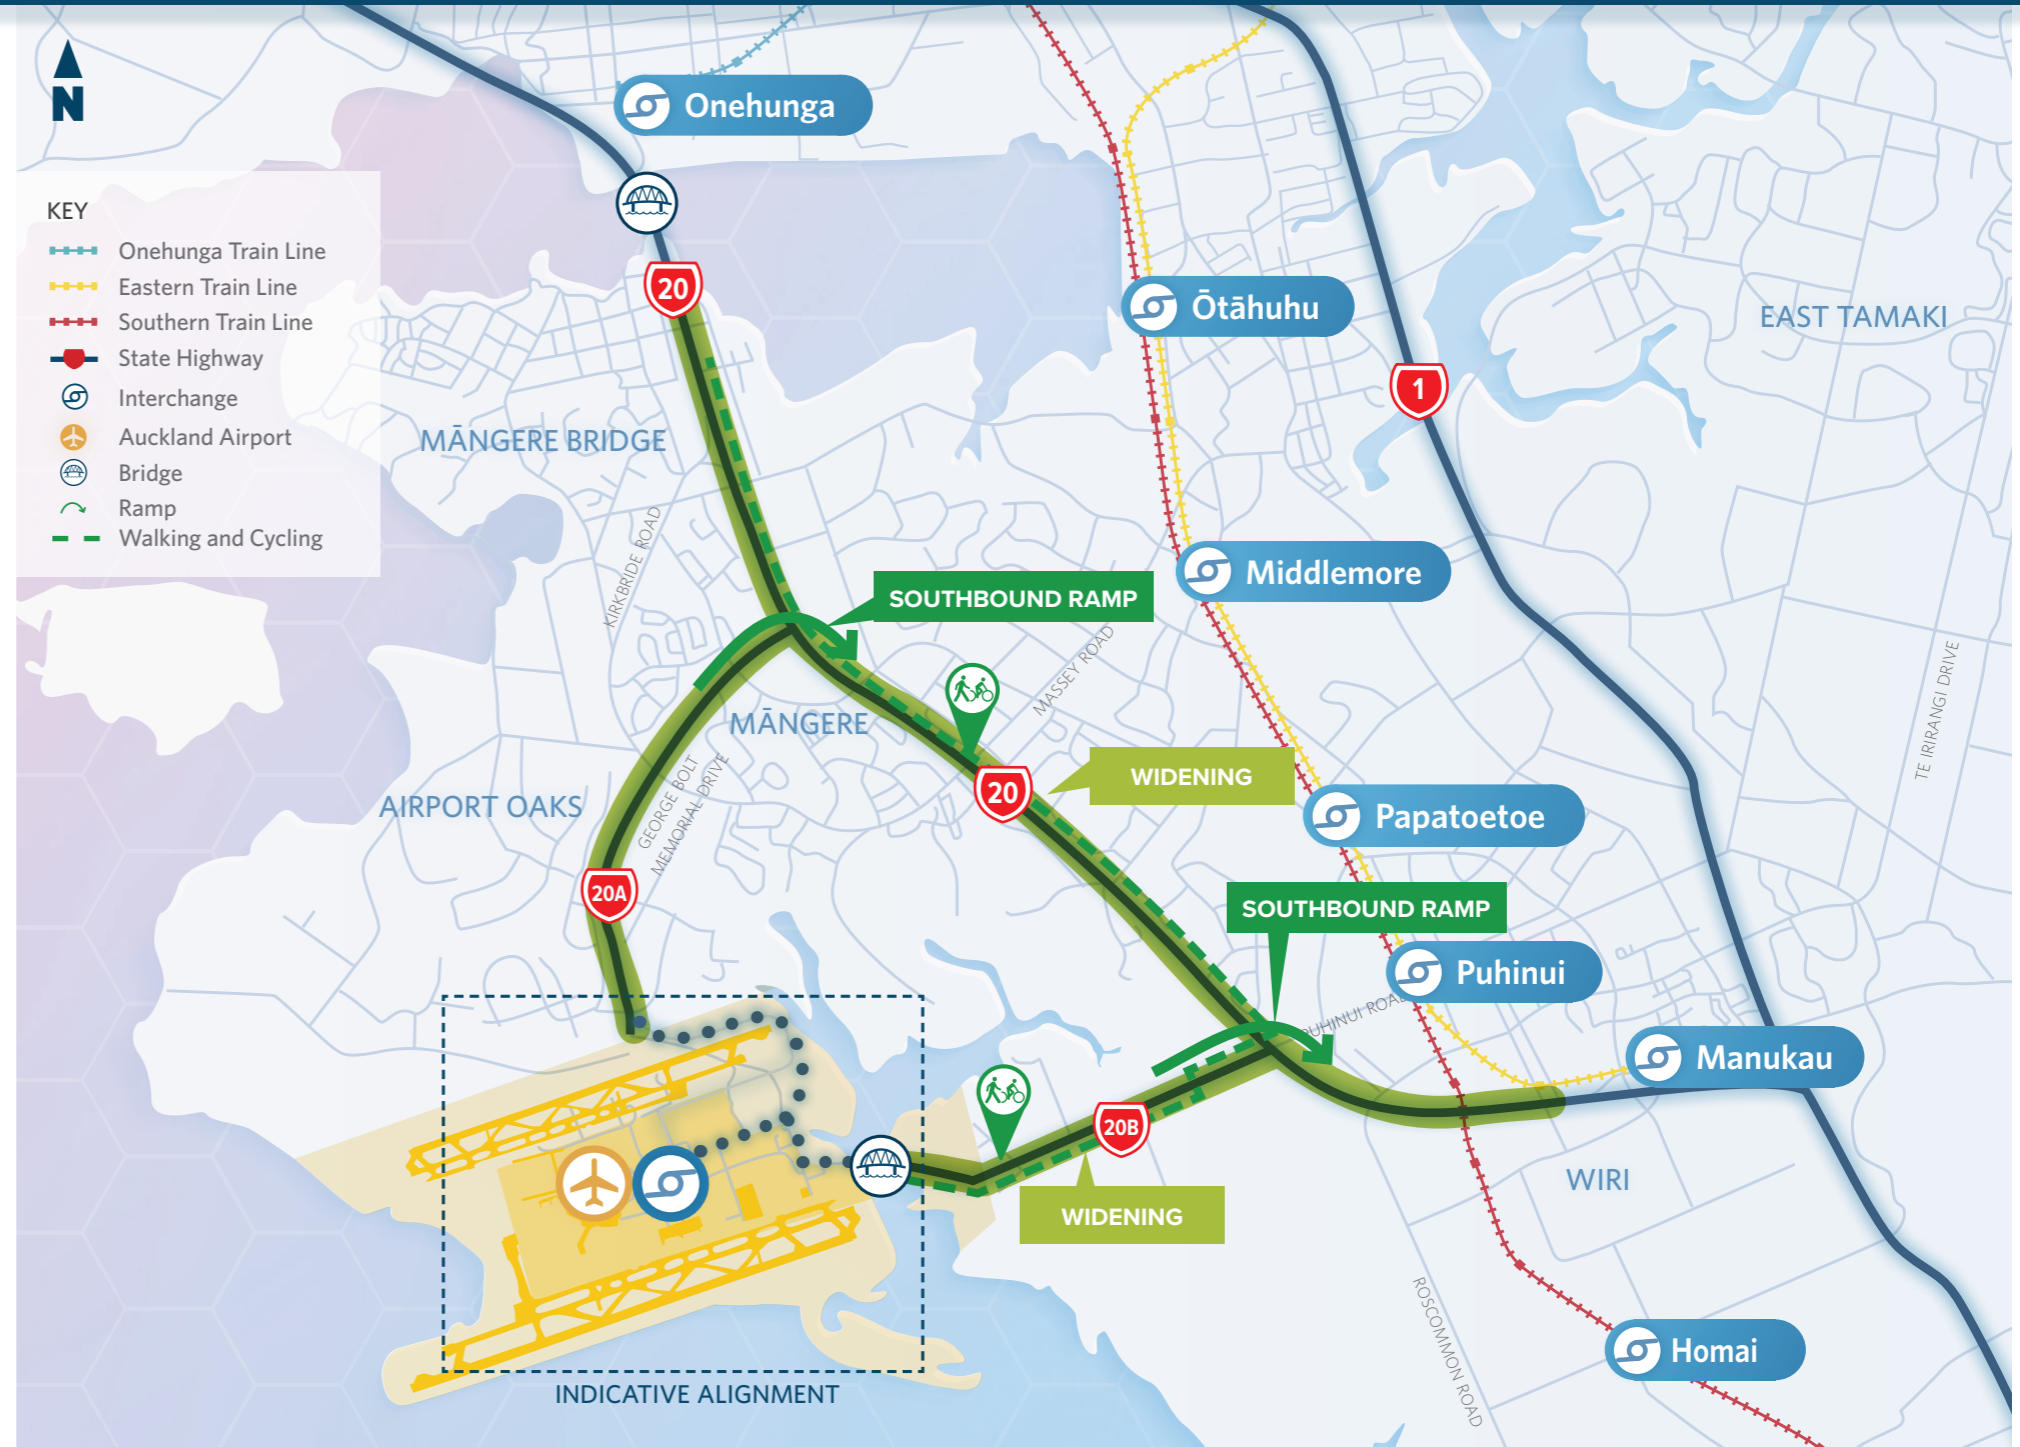 N
Onehunga
KEY
Onehunga Train Line
Eastern Train Line
Southern Train Line
State Highway
Interchange
Auckland Airport
Bridge
Ramp
Walking and Cycling
20
Ōtāhuhu
EAST TAMAKI
1
MĀNGERE BRIDGE
KIRKBRIDE ROAD
Middlemore
SOUTHBOUND RAMP
MASSEY ROAD
TE IRIRANGI DRIVE
MĀNGERE
WIDENING
20
AIRPORT OAKS
GEORGE BOLT
MEMORIAL DRIVE
Papatoetoe
20A
SOUTHBOUND RAMP
Puhinui
PUHINUI ROAD
Manukau
20B
WIRI
WIDENING
ROSCOMMON ROAD
Homai
INDICATIVE ALIGNMENT